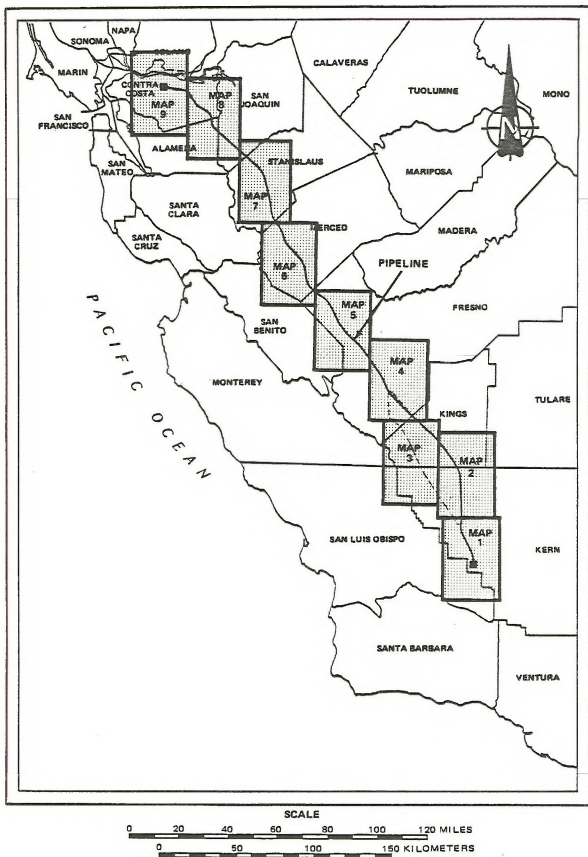 NAPA
SONOMA
SOLANO
MARIN
CONTRA COSTA
MAP 9
MAP 8
SAN JOAQUIN
CALAVERAS
TUOLUMNE
MONO
SAN FRANCISCO
ALAMEDA
STANISLAUS
SAN MATEO
MAP 7
MARIPOSA
SANTA CLARA
SANTA CRUZ
MERCED
MADERA
MAP 6
PIPELINE
SAN BENITO
MAP 5
FRESNO
MONTEREY
MAP 4
PACIFIC OCEAN
KINGS
TULARE
MAP 3
MAP 2
SAN LUIS OBISPO
MAP 1
KERN
SANTA BARBARA
VENTURA
N
SCALE
0 20 40 60 80 100 120 MILES
0 50 100 150 KILOMETERS